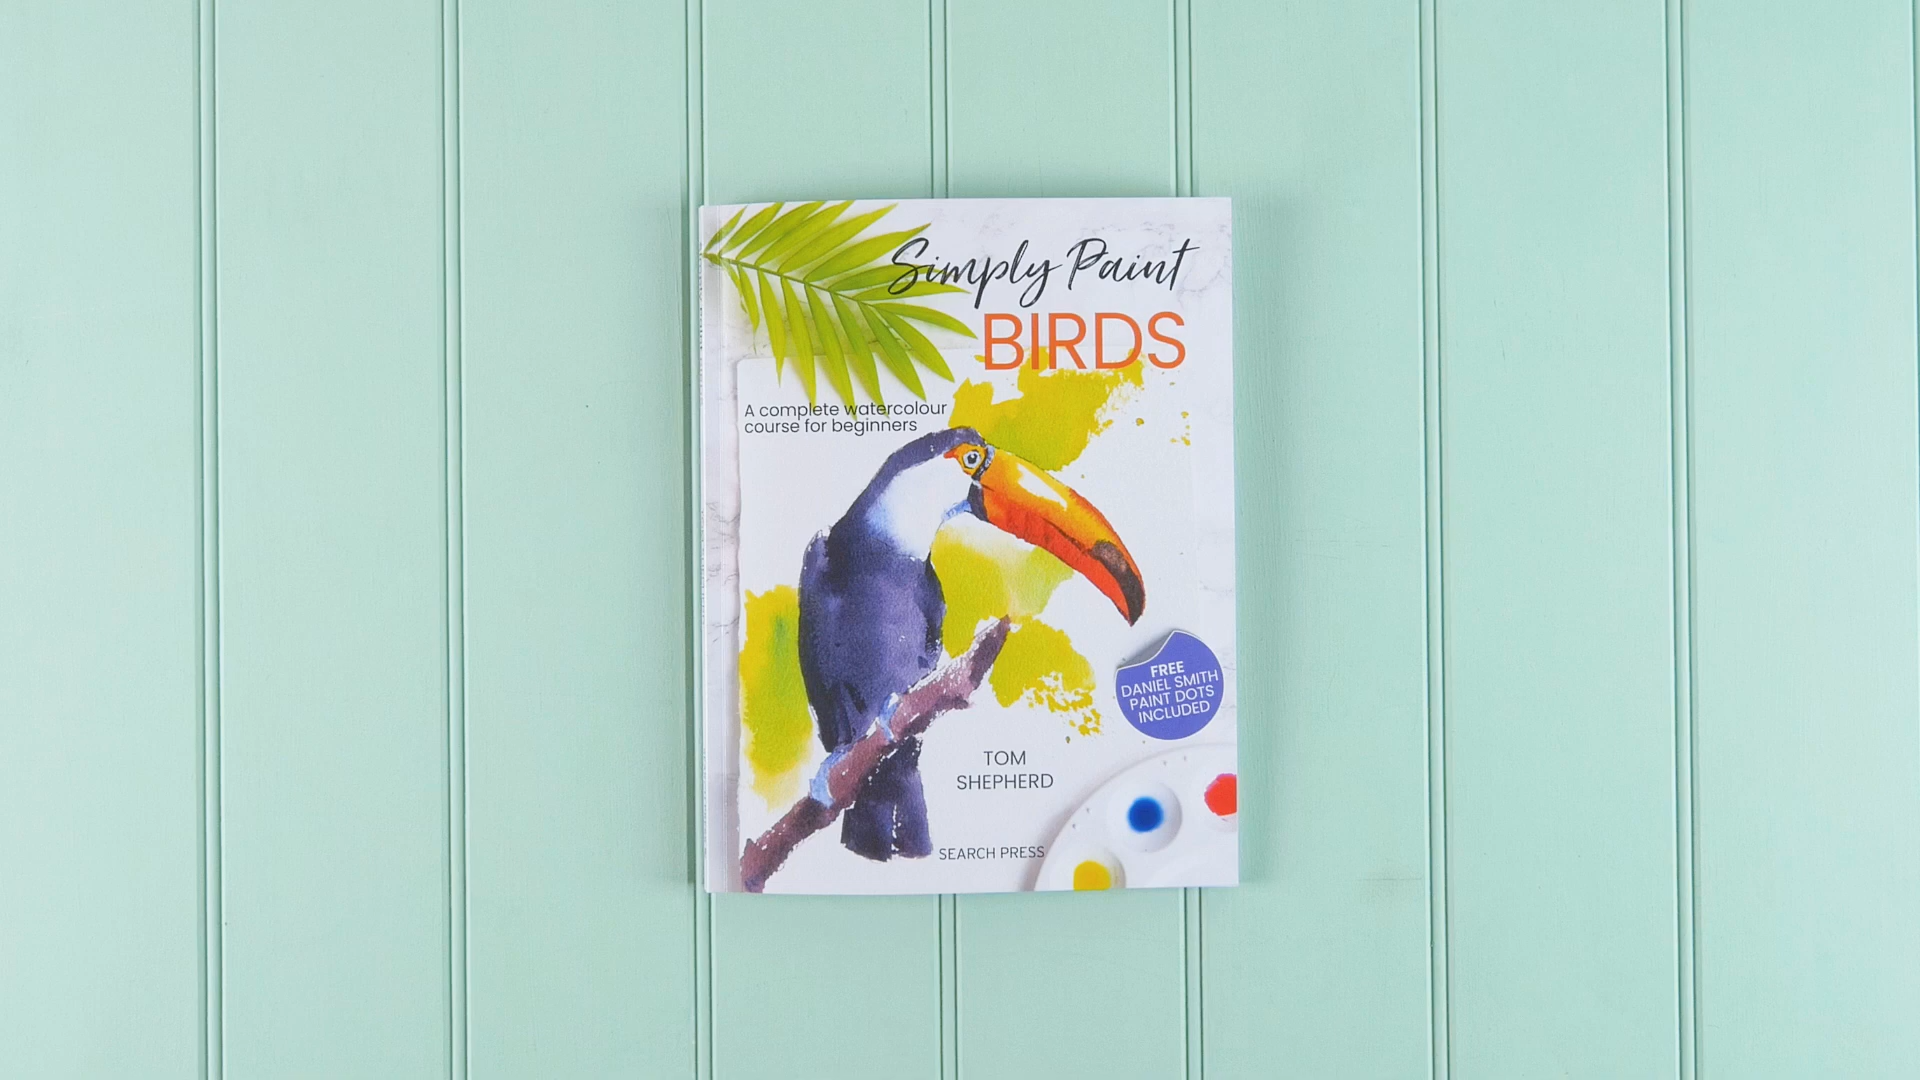 Simply Paint
BIRDS
A complete watercolour
course for beginners
FREE
DANIEL SMITH
PAINT DOTS
INCLUDED
TOM
SHEPHERD
SEARCH PRESS